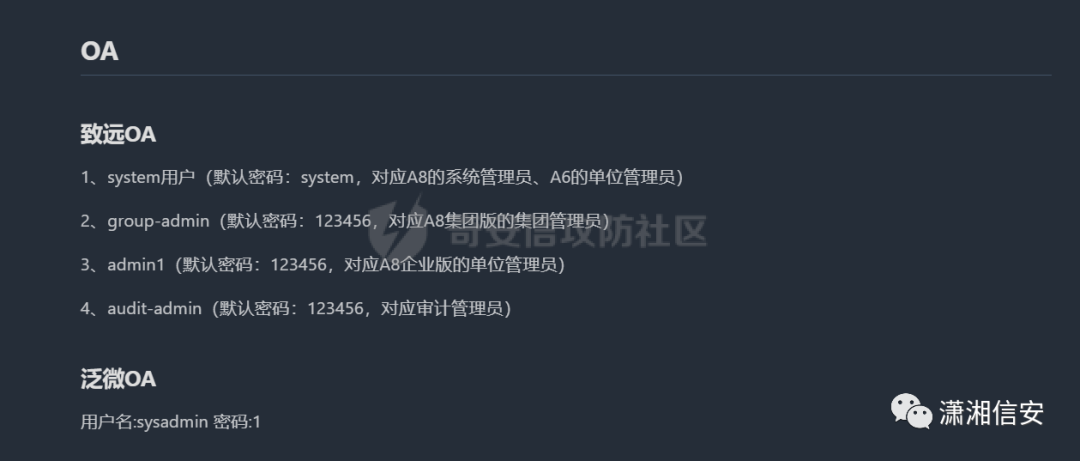 OA
致远OA
1、system用户（默认密码：system，对应A8的系统管理员、A6的单位管理员）
2、group-admin（默认密码：123456，对应A8集团版的集团管理员）
奇安信攻防社区
3、admin1（默认密码：123456，对应A8企业版的单位管理员）
4、audit-admin（默认密码：123456，对应审计管理员）
泛微OA
用户名:sysadmin 密码:1
潇湘信安